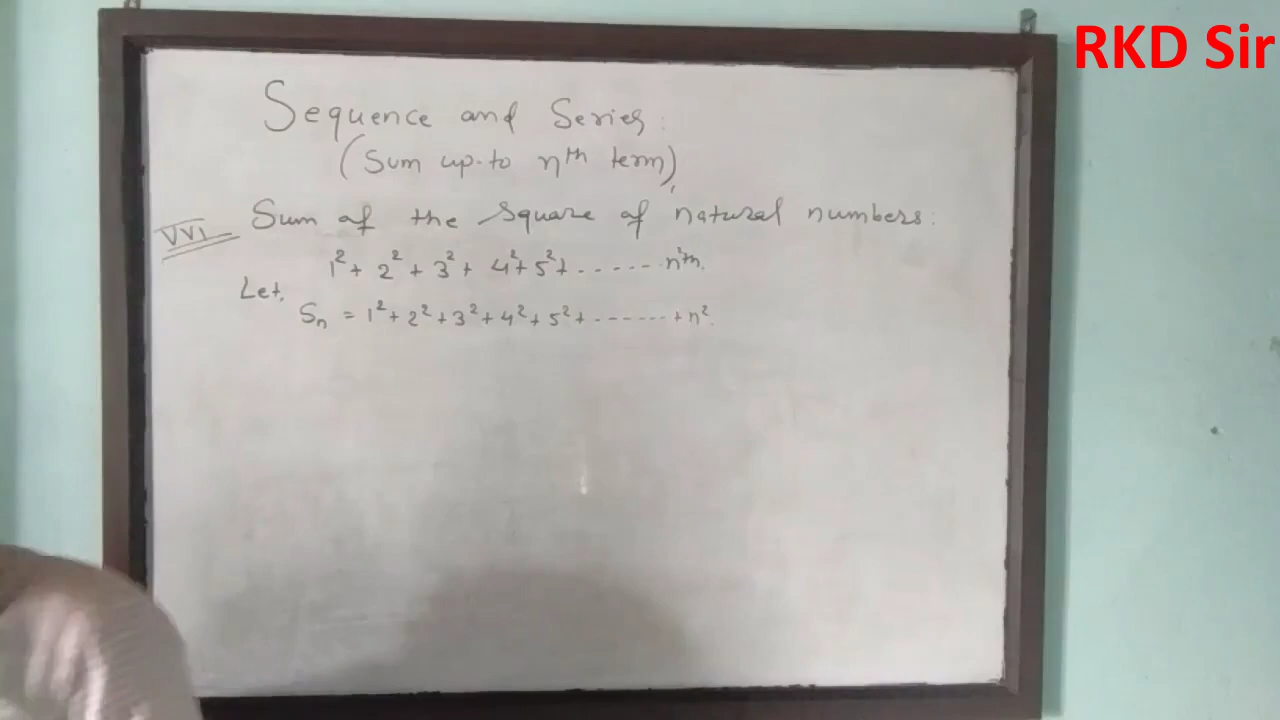 RKD Sir
Sequence and Series:
(Sum up-to nᵗʰ term)
VVI Sum of the square of natural numbers:
1² + 2² + 3² + 4² + 5² + ...... n²th.
Let,
Sn = 1² + 2² + 3² + 4² + 5² + ....... + n².